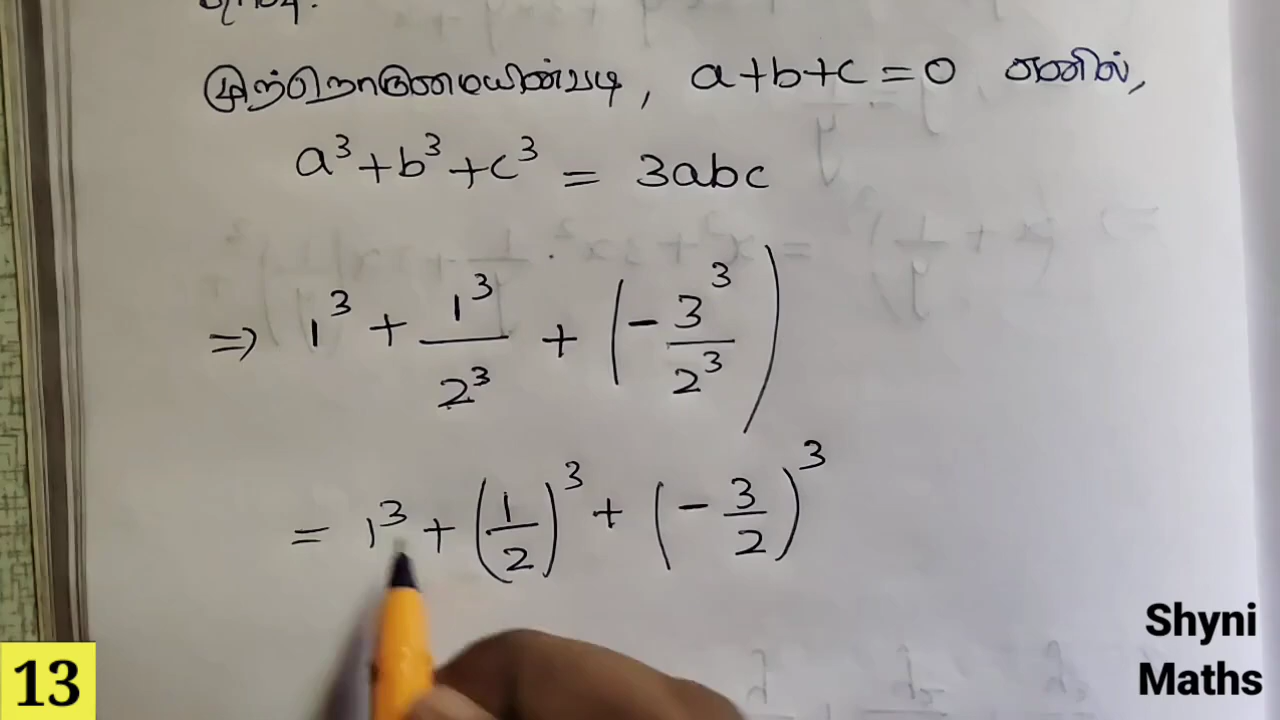 முற்றொருமையின்படி, a+b+c = 0 எனில்,
a³+b³+c³ = 3abc
⇒ 1³ + 1³/2³ + (-3³/2³)
= 1³ + (1/2)³ + (-3/2)³
Shyni
Maths
13